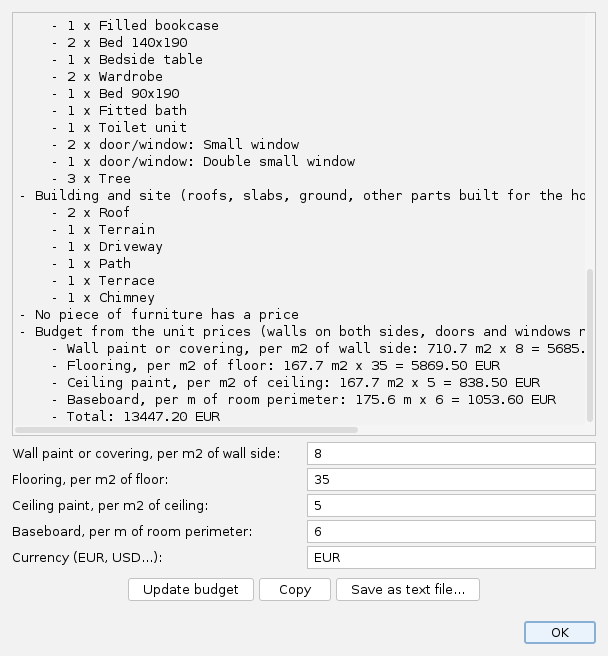 - 1 x Filled bookcase
- 2 x Bed 140x190
- 1 x Bedside table
- 2 x Wardrobe
- 1 x Bed 90x190
- 1 x Fitted bath
- 1 x Toilet unit
- 2 x door/window: Small window
- 1 x door/window: Double small window
- 3 x Tree
- Building and site (roofs, slabs, ground, other parts built for the
- 2 x Roof
- 1 x Terrain
- 1 x Driveway
- 1 x Path
- 1 x Terrace
- 1 x Chimney
- No piece of furniture has a price
- Budget from the unit prices (walls on both sides, doors and windows
- Wall paint or covering, per m2 of wall side: 710.7 m2 x 8 = 5685.
- Flooring, per m2 of floor: 167.7 m2 x 35 = 5869.50 EUR
- Ceiling paint, per m2 of ceiling: 167.7 m2 x 5 = 838.50 EUR
- Baseboard, per m of room perimeter: 175.6 m x 6 = 1053.60 EUR
- Total: 13447.20 EUR
Wall paint or covering, per m2 of wall side: 8
Flooring, per m2 of floor: 35
Ceiling paint, per m2 of ceiling: 5
Baseboard, per m of room perimeter: 6
Currency (EUR, USD...): EUR
Update budget Copy Save as text file...
OK